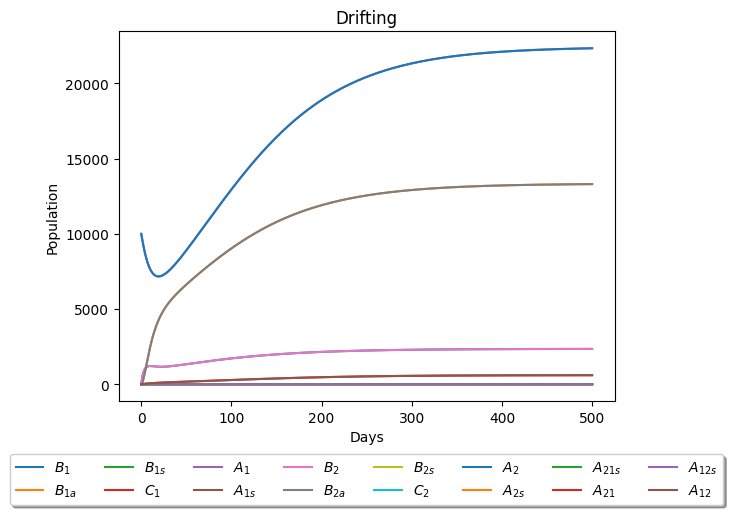 Drifting
20000
15000
10000
5000
0
Population
0 100 200 300 400 500
Days
B₁ B₁ₛ A₁ B₂ B₂ₛ A₂ A₂₁ₛ A₁₂ₛ
B₁ₐ C₁ A₁ₛ B₂ₐ C₂ A₂ₛ A₂₁ A₁₂